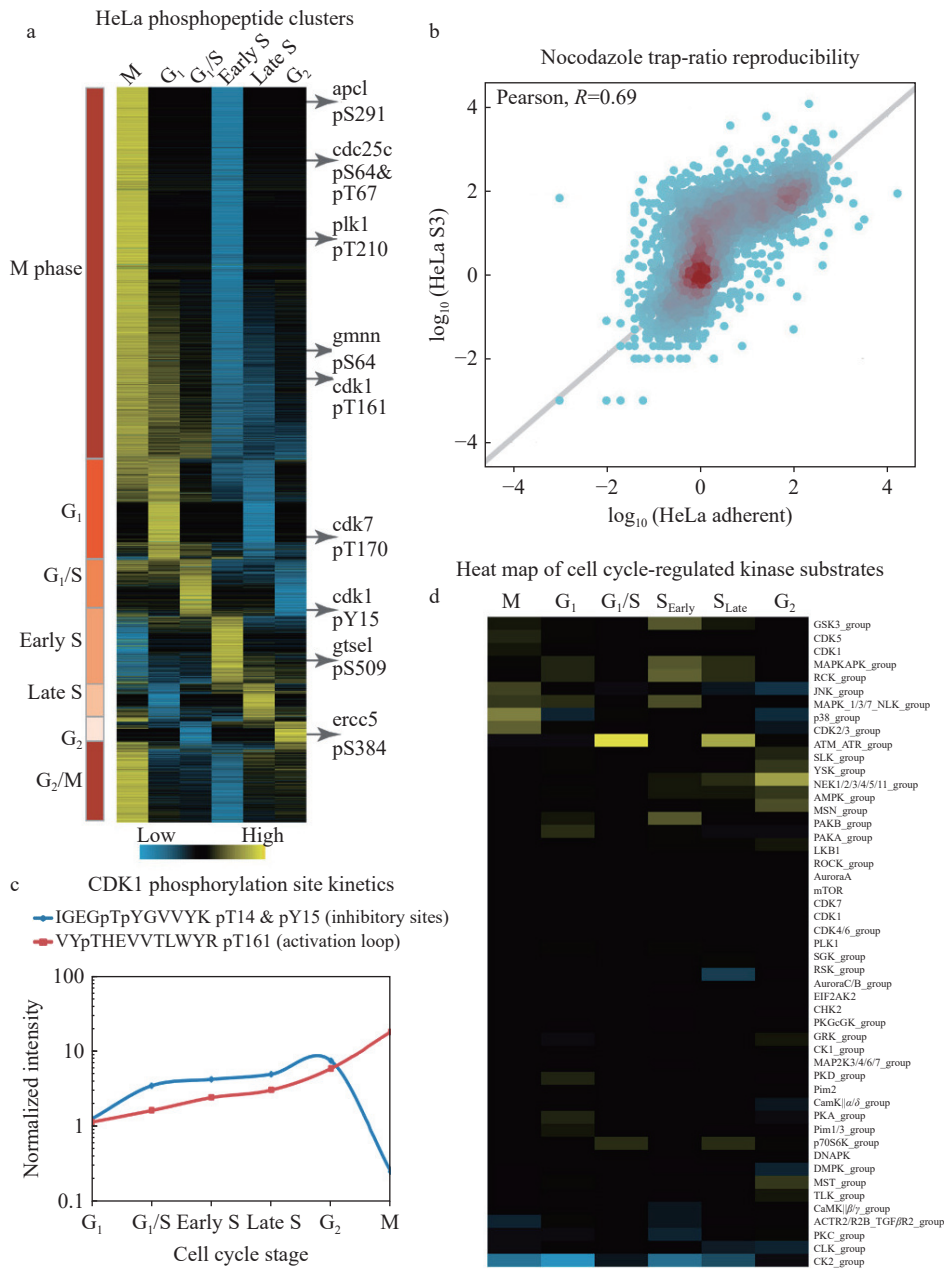 a
HeLa phosphopeptide clusters
M G₁ G₁/S Early S Late S G₂
M phase
G₁
G₁/S
Early S
Late S
G₂
G₂/M
apcl
pS291
cdc25c
pS64&
pT67
plk1
pT210
gmnn
pS64
cdk1
pT161
cdk7
pT170
cdk1
pY15
gtsel
pS509
ercc5
pS384
Low High
b
Nocodazole trap-ratio reproducibility
Pearson, R=0.69
4
2
0
−2
−4
log₁₀ (HeLa S3)
−4 −2 0 2 4
log₁₀ (HeLa adherent)
c
CDK1 phosphorylation site kinetics
IGEGpTpYGVVYK pT14 & pY15 (inhibitory sites)
VYpTHEVVTLWYR pT161 (activation loop)
100
10
1
0.1
Normalized intensity
G₁ G₁/S Early S Late S G₂ M
Cell cycle stage
Heat map of cell cycle-regulated kinase substrates
d
M G₁ G₁/S S_Early S_Late G₂
GSK3_group
CDK5
CDK1
MAPKAPK_group
RCK_group
JNK_group
MAPK_1/3/7_NLK_group
p38_group
CDK2/3_group
ATM_ATR_group
SLK_group
YSK_group
NEK1/2/3/4/5/11_group
AMPK_group
MSN_group
PAKB_group
PAKA_group
LKB1
ROCK_group
AuroraA
mTOR
CDK7
CDK1
CDK4/6_group
PLK1
SGK_group
RSK_group
AuroraC/B_group
EIF2AK2
CHK2
PKGcGK_group
GRK_group
CK1_group
MAP2K3/4/6/7_group
PKD_group
Pim2
CamK||α/δ_group
PKA_group
Pim1/3_group
p70S6K_group
DNAPK
DMPK_group
MST_group
TLK_group
CaMK||β/γ_group
ACTR2/R2B_TGFβR2_group
PKC_group
CLK_group
CK2_group